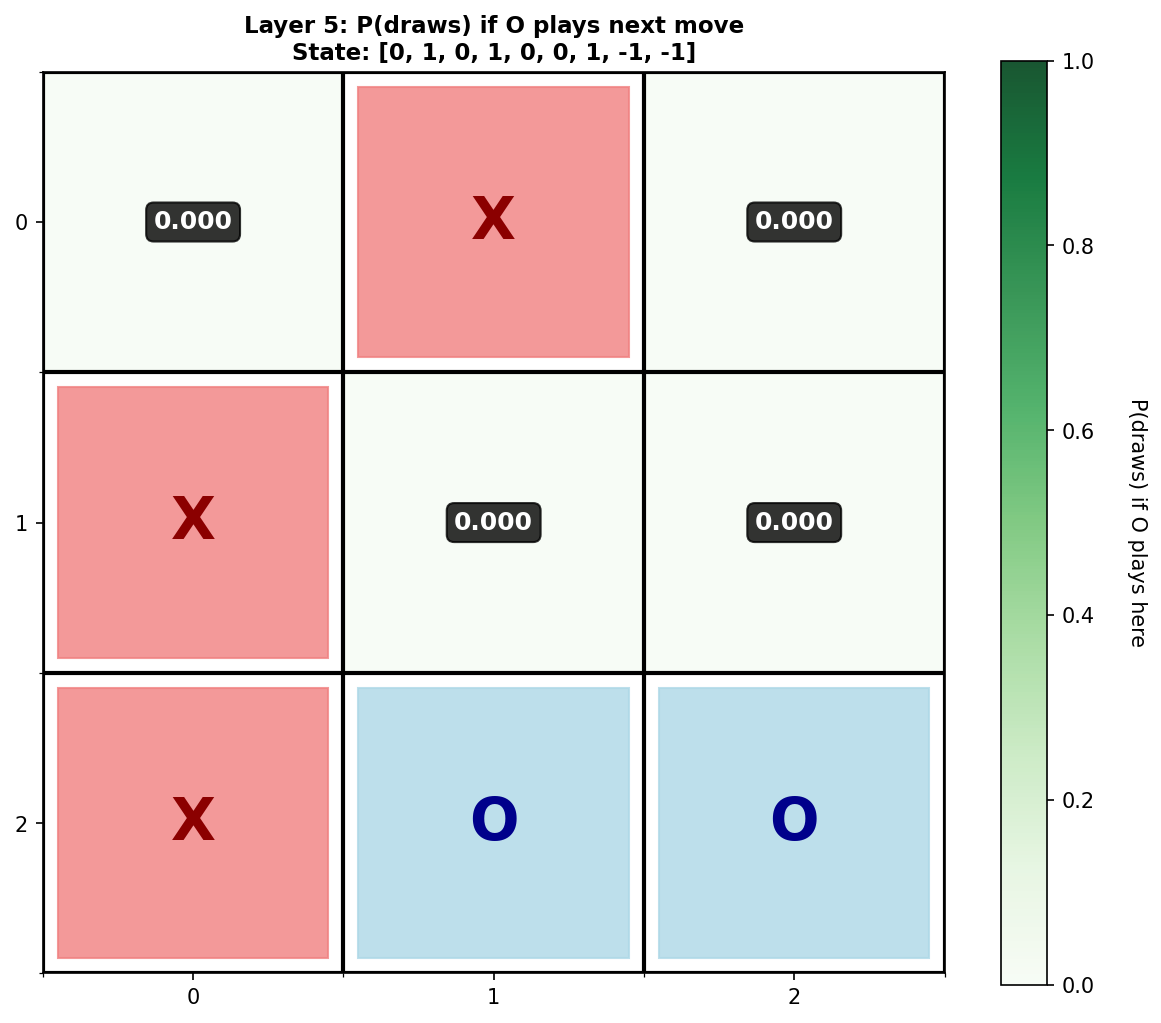 Layer 5: P(draws) if O plays next move
State: [0, 1, 0, 1, 0, 0, 1, -1, -1]
0
0.000
X
0.000
1
X
0.000
0.000
2
X
O
O
0
1
2
1.0
0.8
0.6
0.4
0.2
0.0
P(draws) if O plays here